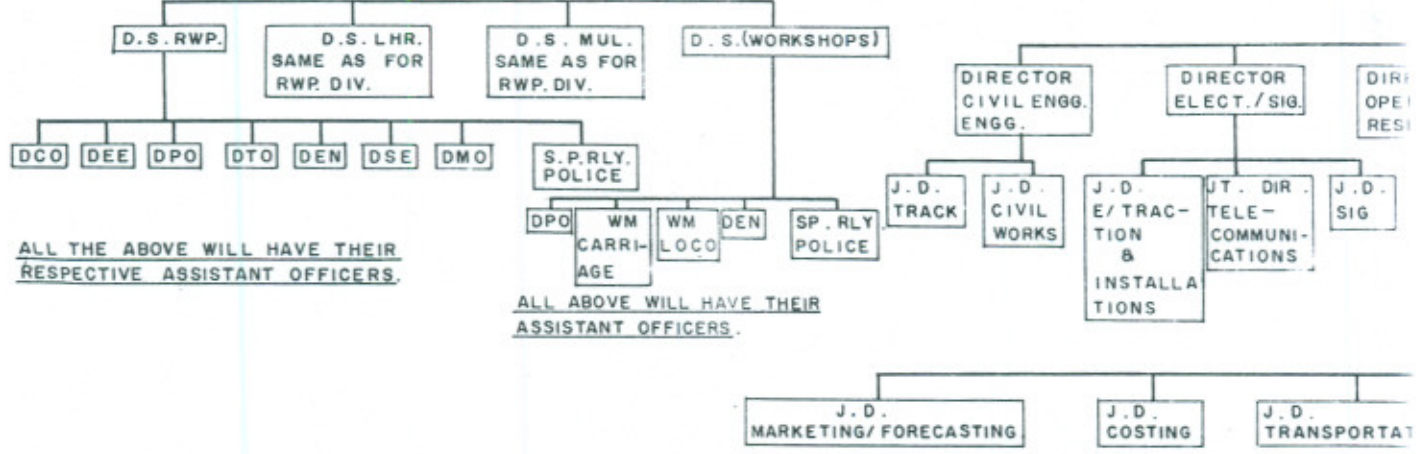 D.S.RWP.
D.S.LHR.
SAME AS FOR
RWP. DIV.
D.S. MUL.
SAME AS FOR
RWP. DIV.
D.S.(WORKSHOPS)
DIRECTOR
CIVIL ENGG.
ENGG.
DIRECTOR
ELECT./SIG.
DCO
DEE
DPO
DTO
DEN
DSE
DMO
S.P.RLY.
POLICE
J.D.
TRACK
J.D.
CIVIL
WORKS
J.D.
E/TRAC-
TION
&
INSTALLA
TIONS
JT. DIR.
TELE-
COMMUNI-
CATIONS
J.D.
SIG
DPO
WM
CARRI-
AGE
WM
LOCO
DEN
SP. RLY
POLICE
ALL THE ABOVE WILL HAVE THEIR
RESPECTIVE ASSISTANT OFFICERS.
ALL ABOVE WILL HAVE THEIR
ASSISTANT OFFICERS.
J.D.
MARKETING/FORECASTING
J.D.
COSTING
J.D.